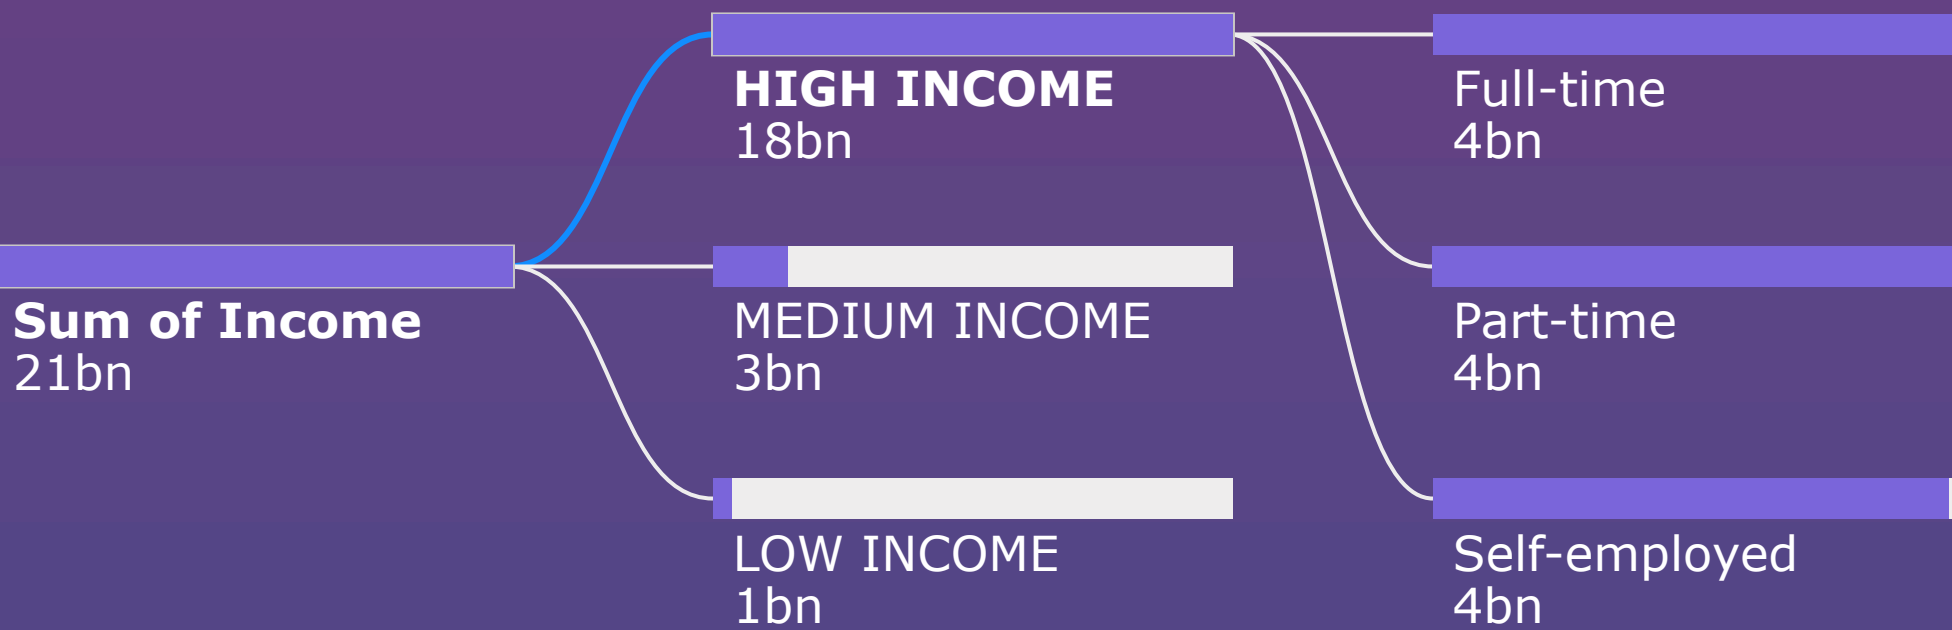 HIGH INCOME
18bn
Full-time
4bn
Sum of Income
21bn
MEDIUM INCOME
3bn
Part-time
4bn
LOW INCOME
1bn
Self-employed
4bn